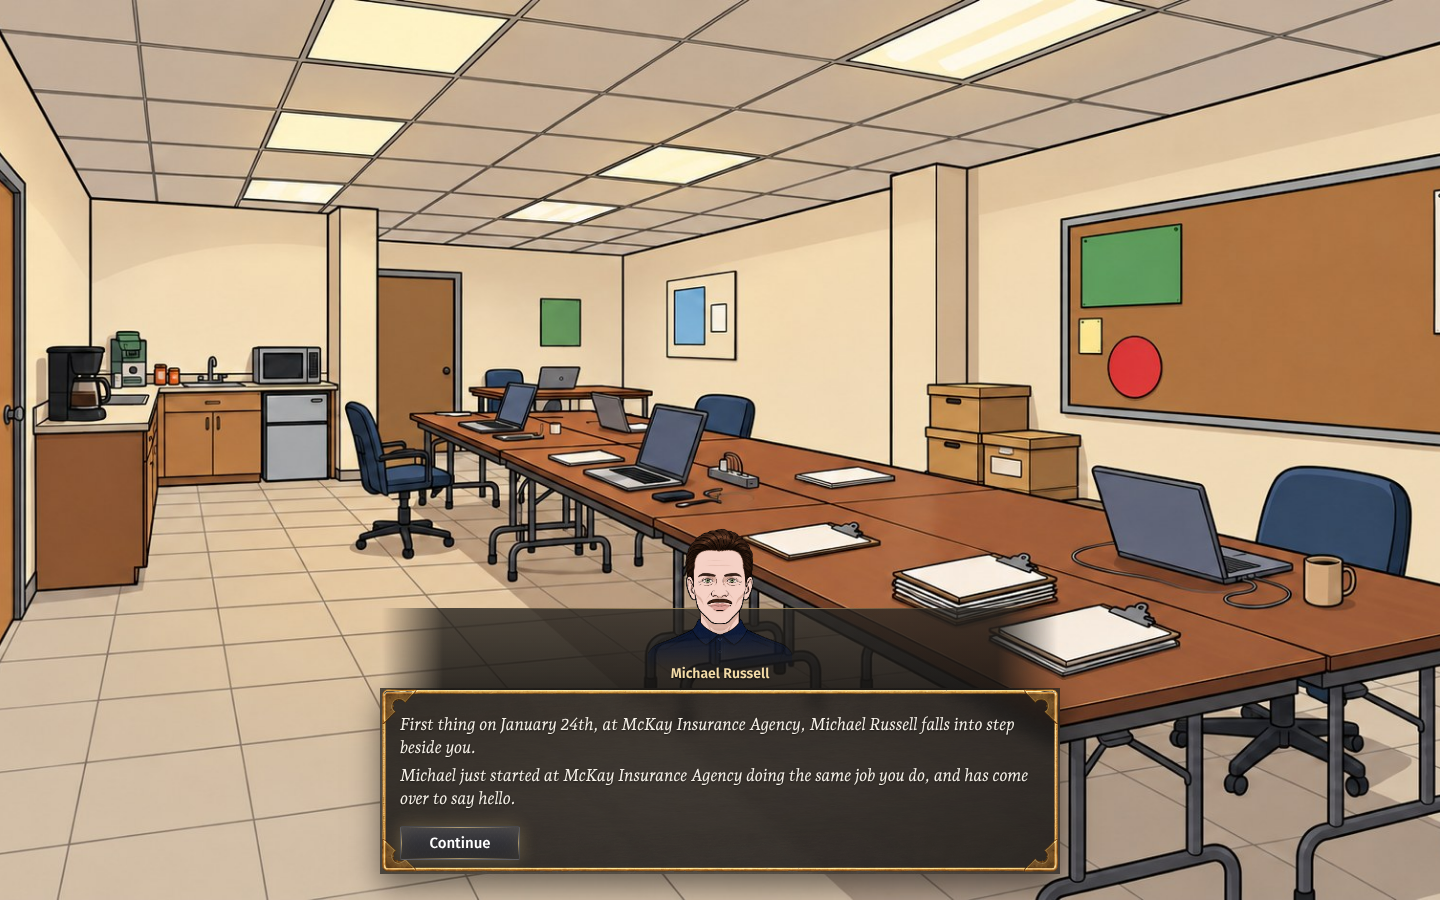 Michael Russell
First thing on January 24th, at McKay Insurance Agency, Michael Russell falls into step
beside you.
Michael just started at McKay Insurance Agency doing the same job you do, and has come
over to say hello.
Continue